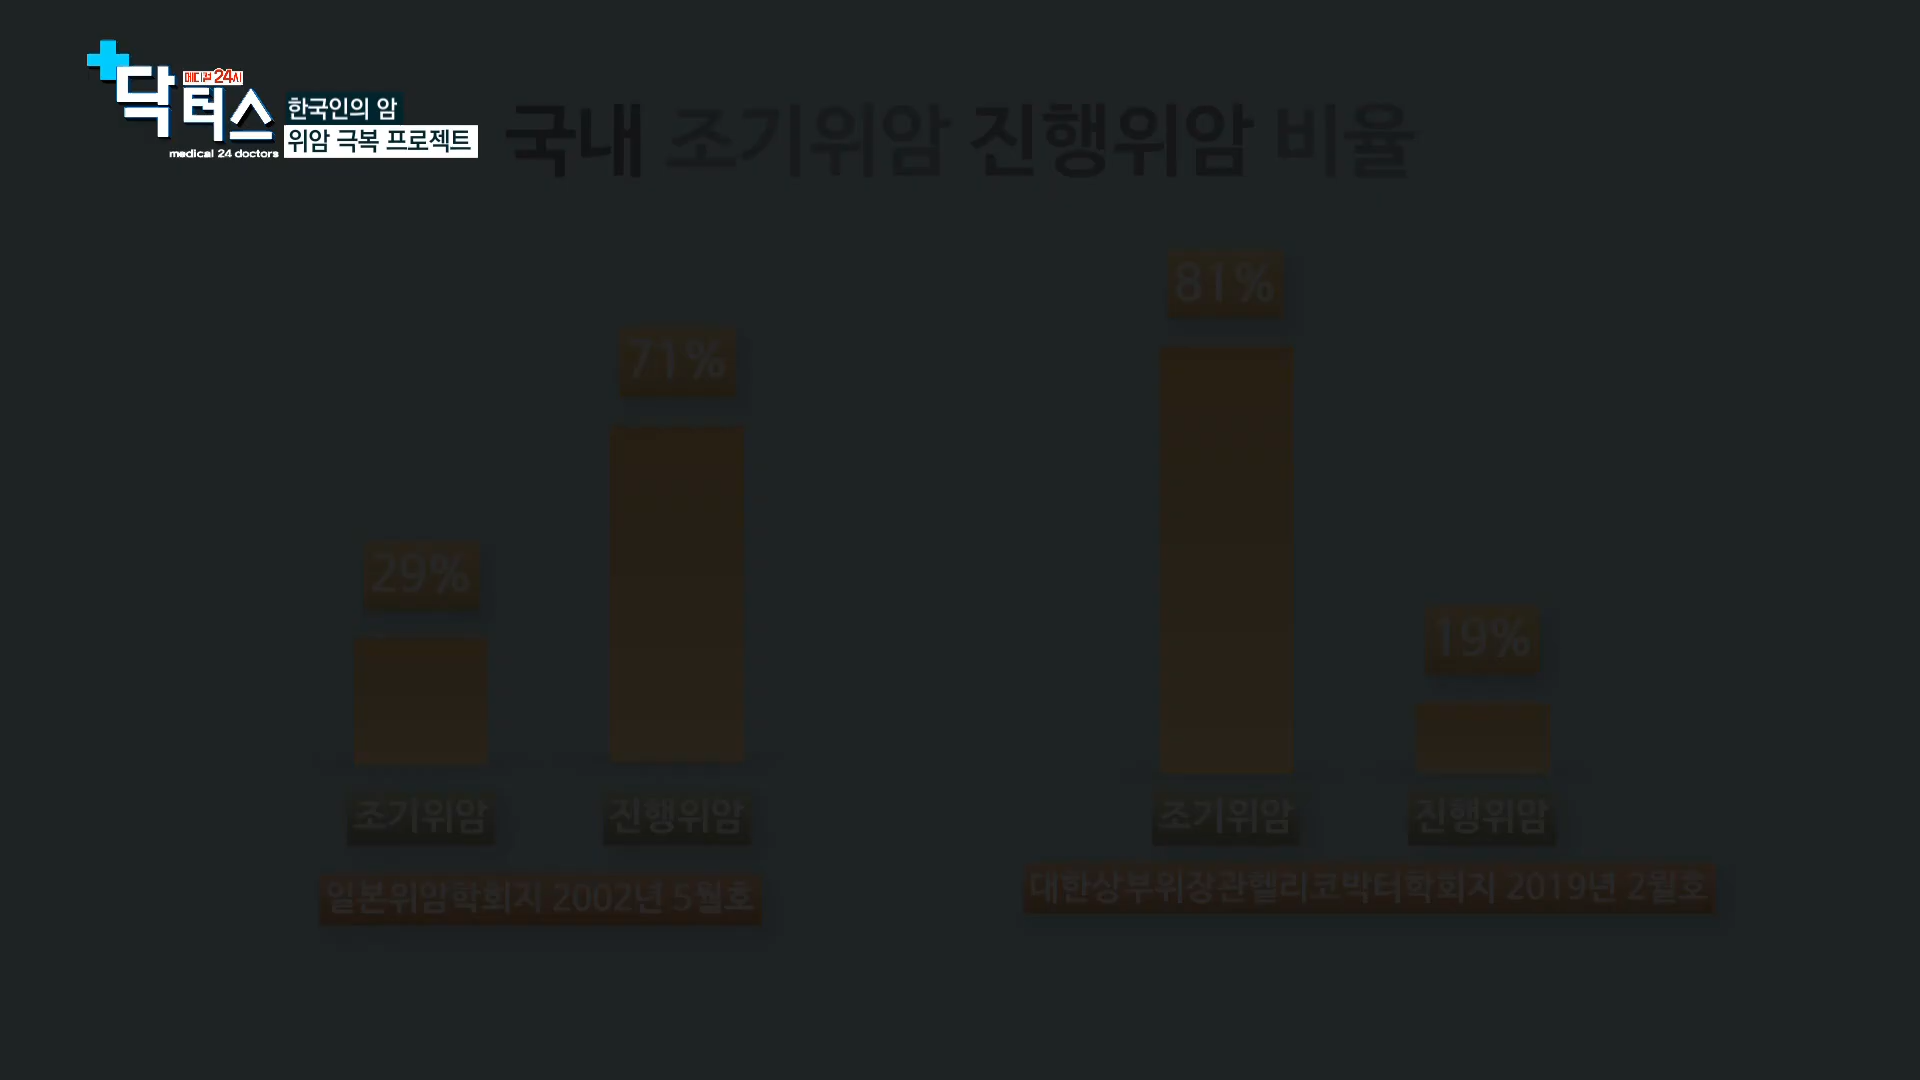 닥터스
메디컬 24시
medical 24 doctors
한국인의 암
위암 극복 프로젝트
국내 조기위암 진행위암 비율
29%
71%
조기위암
진행위암
일본위암학회지 2002년 5월호
81%
19%
조기위암
진행위암
대한상부위장관헬리코박터학회지 2019년 2월호